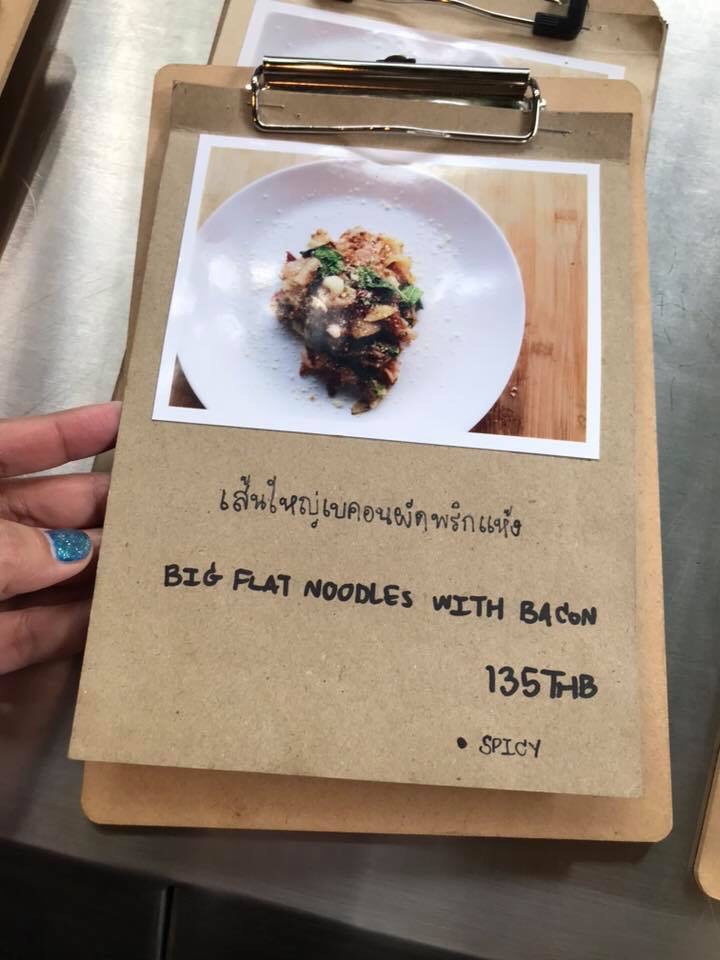 เส้นใหญ่เบคอนผัดพริกแห้ง
BIG FLAT NOODLES WITH BACON
135THB
• SPICY